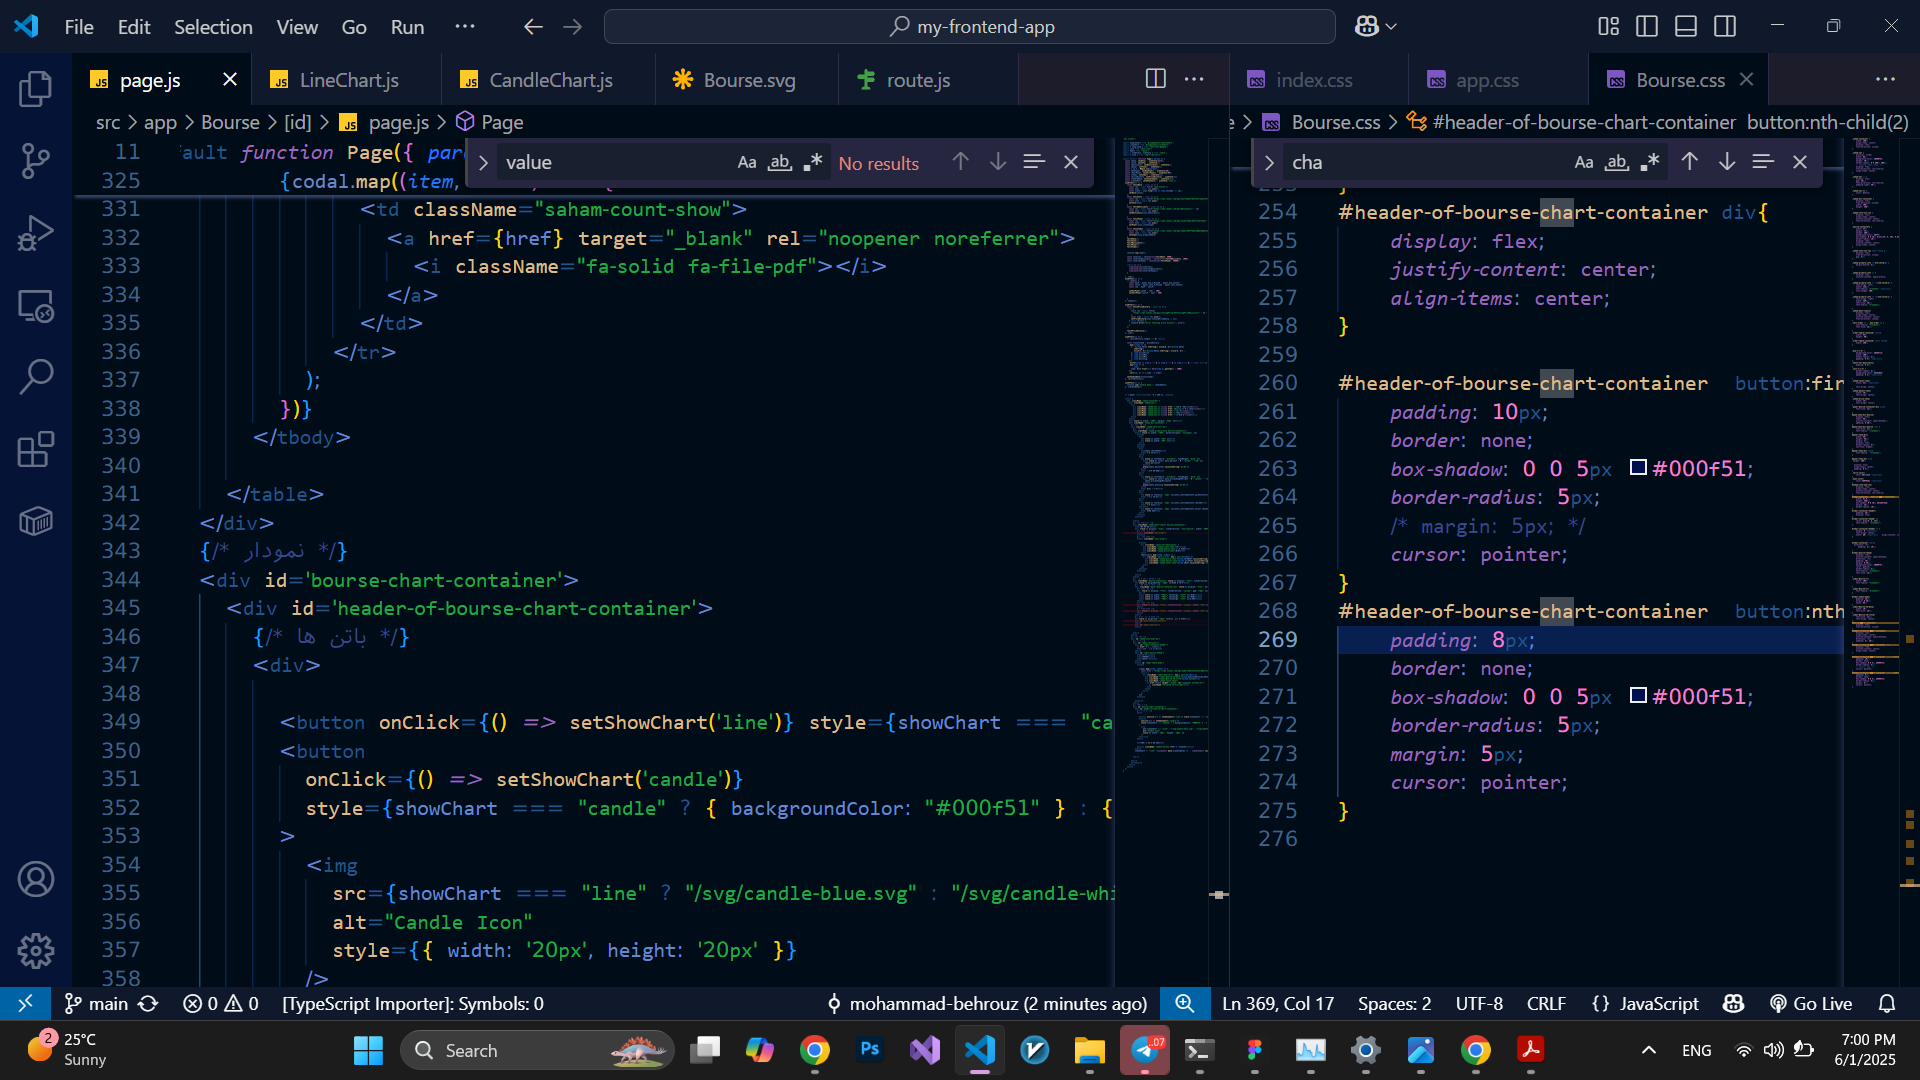 File Edit Selection View Go Run ··· my-frontend-app
page.js LineChart.js CandleChart.js Bourse.svg route.js ··· index.css app.css Bourse.css ···
src > app > Bourse > [id] > page.js > Page
> Bourse.css > #header-of-bourse-chart-container button:nth-child(2)
value Aa ab .* No results
cha Aa ab .*
11 ault function Page({ par
325 {codal.map((item,
331 <td className="saham-count-show">
332 <a href={href} target="_blank" rel="noopener noreferrer">
333 <i className="fa-solid fa-file-pdf"></i>
334 </a>
335 </td>
336 </tr>
337 );
338 })}
339 </tbody>
340
341 </table>
342 </div>
343 {/* نمودار */}
344 <div id='bourse-chart-container'>
345 <div id='header-of-bourse-chart-container'>
346 {/* باتن ها */}
347 <div>
348
349 <button onClick={() => setShowChart('line')} style={showChart === "ca
350 <button
351 onClick={() => setShowChart('candle')}
352 style={showChart === "candle" ? { backgroundColor: "#000f51" } : {
353 >
354 <img
355 src={showChart === "line" ? "/svg/candle-blue.svg" : "/svg/candle-whi
356 alt="Candle Icon"
357 style={{ width: '20px', height: '20px' }}
358 />
254 #header-of-bourse-chart-container div{
255 display: flex;
256 justify-content: center;
257 align-items: center;
258 }
259
260 #header-of-bourse-chart-container button:fir
261 padding: 10px;
262 border: none;
263 box-shadow: 0 0 5px #000f51;
264 border-radius: 5px;
265 /* margin: 5px; */
266 cursor: pointer;
267 }
268 #header-of-bourse-chart-container button:nth
269 padding: 8px;
270 border: none;
271 box-shadow: 0 0 5px #000f51;
272 border-radius: 5px;
273 margin: 5px;
274 cursor: pointer;
275 }
276
main 0 0 [TypeScript Importer]: Symbols: 0 mohammad-behrouz (2 minutes ago) Ln 369, Col 17 Spaces: 2 UTF-8 CRLF {} JavaScript Go Live
2 25°C
Sunny
Search Ps ..07 ENG
7:00 PM
6/1/2025